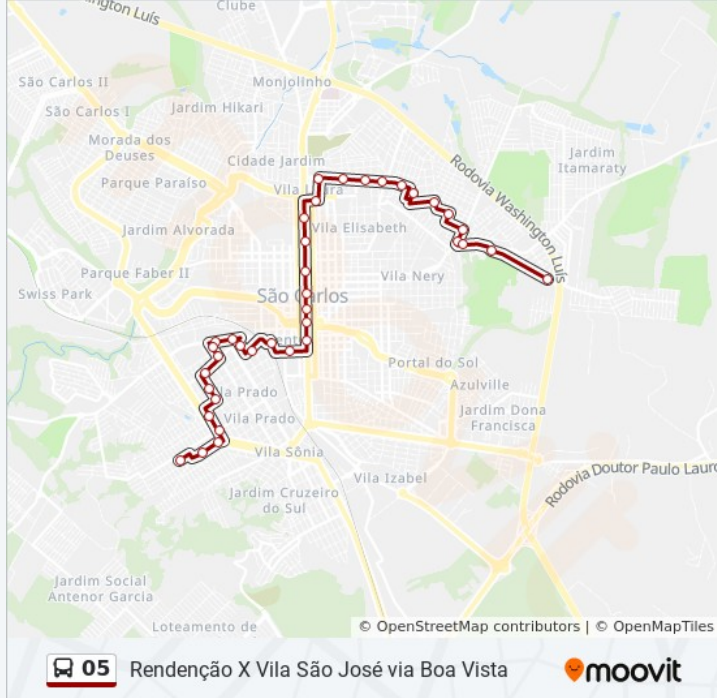 ngton Luís
Clube
São Carlos II
Monjolinho
São Carlos I
Jardim Hikari
Morada dos
Deuses
Cidade Jardim
Rodovia Washington Luís
Jardim
Itamaraty
Parque Paraíso
Vila
Jardim Alvorada
Vila Elisabeth
Parque Faber II
Vila Nery
Swiss Park
São Carlos
Portal do Sol
la Prado
Azulville
Vila Prado
Jardim Dona
Francisca
Vila Sônia
Vila Izabel
Rodovia Doutor Paulo Lauro
Jardim Cruzeiro
do Sul
Jardim Social
Antenor Garcia
Loteamento de
© OpenStreetMap contributors | © OpenMapTiles
05 Rendenção X Vila São José via Boa Vista
moovit